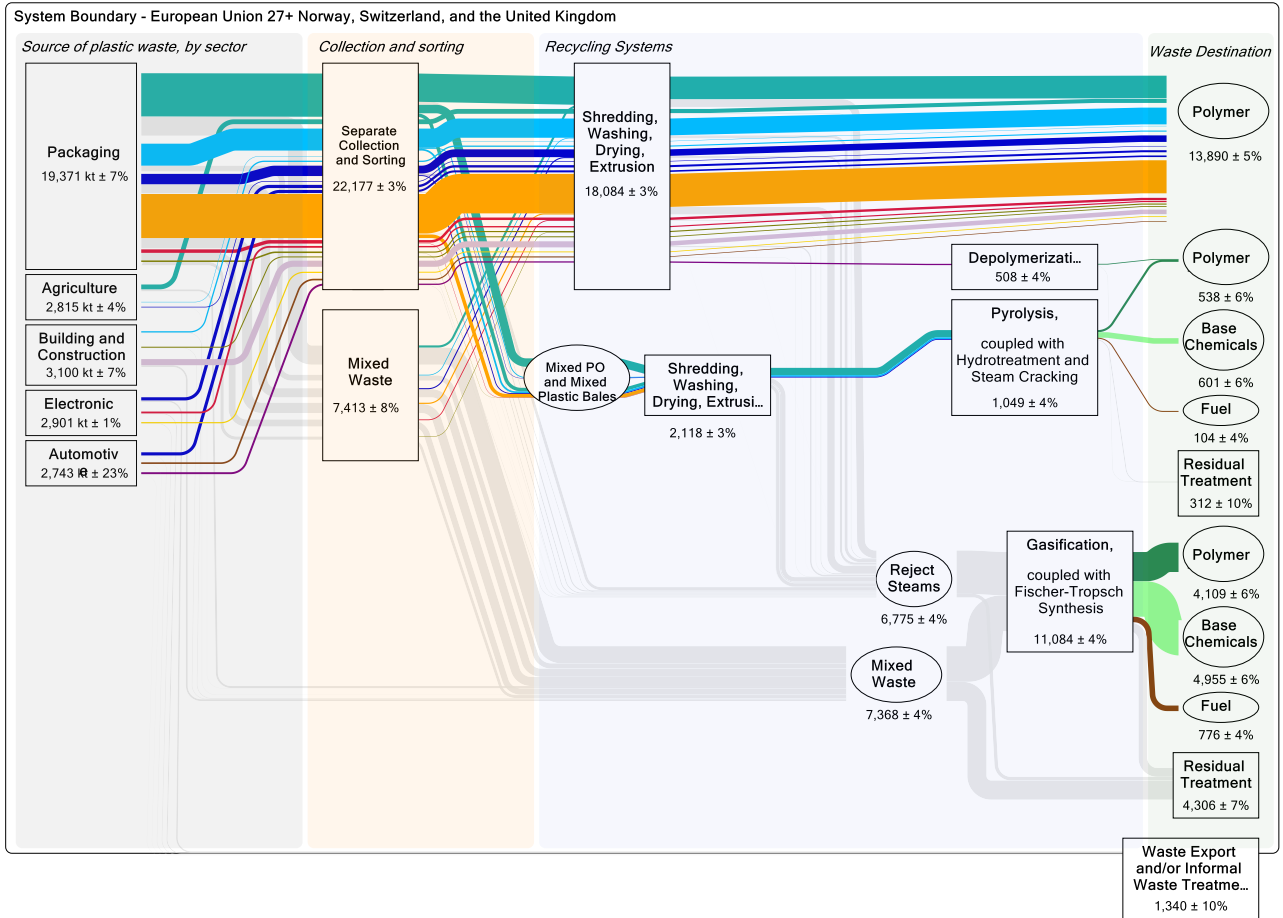 System Boundary - European Union 27+ Norway, Switzerland, and the United Kingdom
Source of plastic waste, by sector
Collection and sorting
Recycling Systems
Waste Destination
Packaging
19,371 kt ± 7%
Agriculture
2,815 kt ± 4%
Building and
Construction
3,100 kt ± 7%
Electronic
2,901 kt ± 1%
Automotiv
e
2,743 kt ± 23%
Separate
Collection
and Sorting
22,177 ± 3%
Mixed
Waste
7,413 ± 8%
Shredding,
Washing,
Drying,
Extrusion
18,084 ± 3%
Mixed PO
and Mixed
Plastic Bales
Shredding,
Washing,
Drying, Extrusi...
2,118 ± 3%
Depolymerizati...
508 ± 4%
Pyrolysis,
coupled with
Hydrotreatment and
Steam Cracking
1,049 ± 4%
Reject
Steams
6,775 ± 4%
Mixed
Waste
7,368 ± 4%
Gasification,
coupled with
Fischer-Tropsch
Synthesis
11,084 ± 4%
Polymer
13,890 ± 5%
Polymer
538 ± 6%
Base
Chemicals
601 ± 6%
Fuel
104 ± 4%
Residual
Treatment
312 ± 10%
Polymer
4,109 ± 6%
Base
Chemicals
4,955 ± 6%
Fuel
776 ± 4%
Residual
Treatment
4,306 ± 7%
Waste Export
and/or Informal
Waste Treatme...
1,340 ± 10%